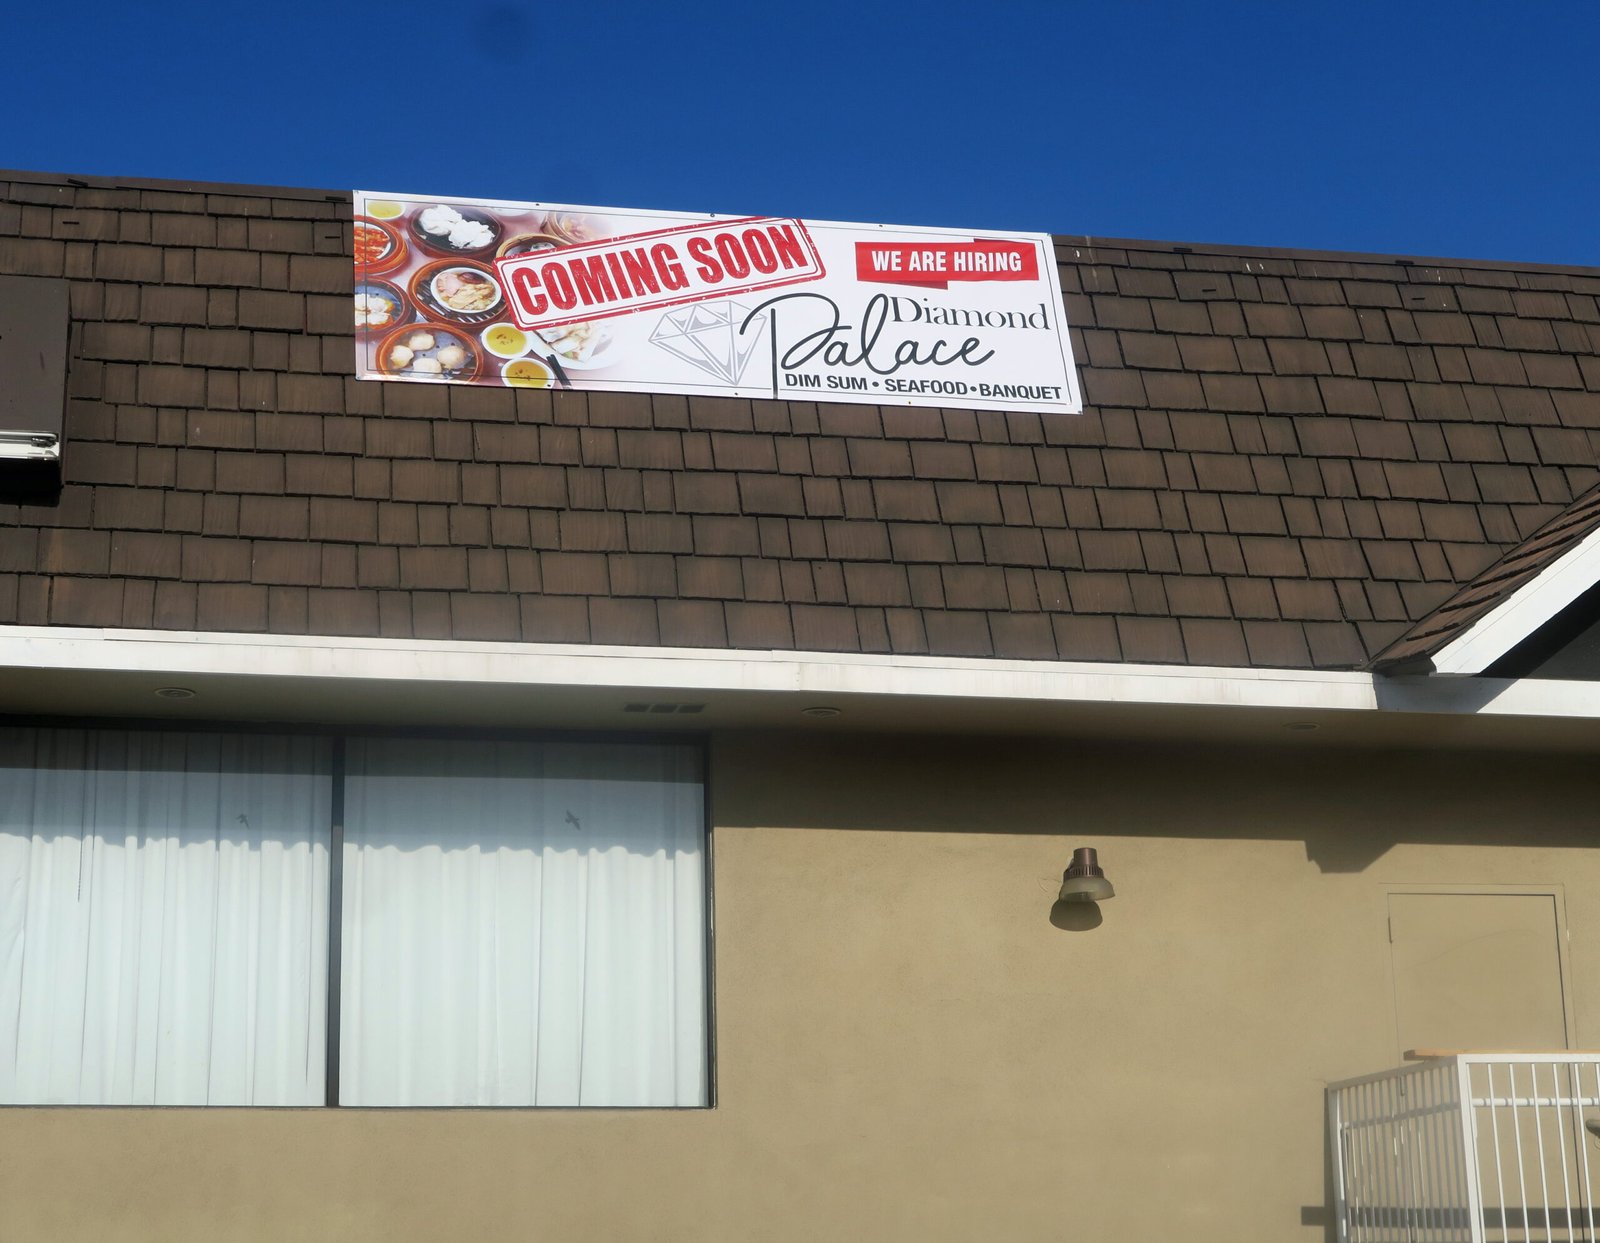 COMING SOON
WE ARE HIRING
Diamond
Palace
DIM SUM • SEAFOOD • BANQUET